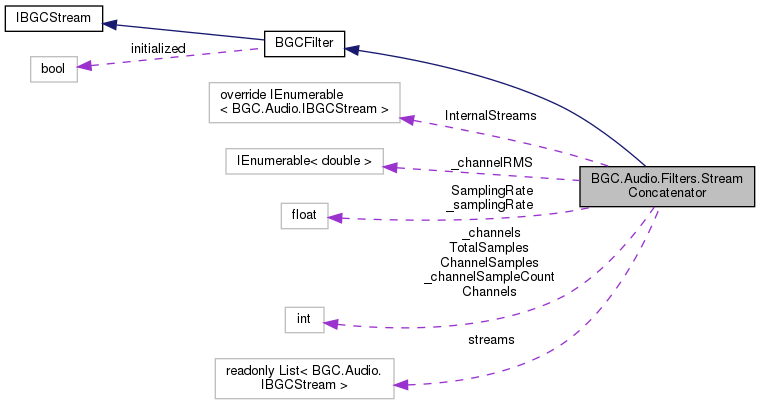 IBGCStream
BGCFilter
initialized
bool
override IEnumerable
< BGC.Audio.IBGCStream >
InternalStreams
IEnumerable< double >
_channelRMS
BGC.Audio.Filters.Stream
Concatenator
SamplingRate
_samplingRate
float
_channels
TotalSamples
ChannelSamples
_channelSampleCount
Channels
int
streams
readonly List< BGC.Audio.
IBGCStream >